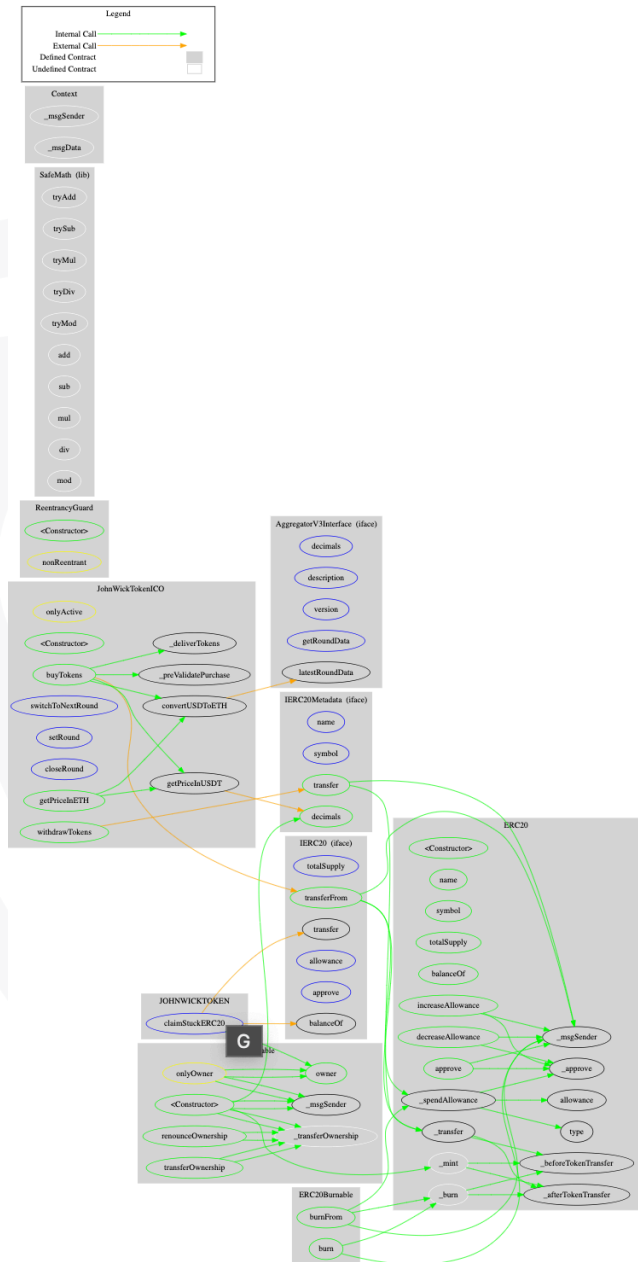 Legend
Internal Call
External Call
Defined Contract
Undefined Contract
Context
_msgSender
_msgData
SafeMath (lib)
tryAdd
trySub
tryMul
tryDiv
tryMod
add
sub
mul
div
mod
ReentrancyGuard
<Constructor>
nonReentrant
JohnWickTokenICO
onlyActive
<Constructor>
_deliverTokens
buyTokens
_preValidatePurchase
switchToNextRound
convertUSDToETH
setRound
closeRound
getPriceInUSDT
getPriceInETH
withdrawTokens
AggregatorV3Interface (iface)
decimals
description
version
getRoundData
latestRoundData
IERC20Metadata (iface)
name
symbol
transfer
decimals
IERC20 (iface)
totalSupply
transferFrom
transfer
allowance
approve
balanceOf
JOHNWICKTOKEN
claimStuckERC20
G
able
onlyOwner
owner
<Constructor>
_msgSender
renounceOwnership
_transferOwnership
transferOwnership
ERC20
<Constructor>
name
symbol
totalSupply
balanceOf
increaseAllowance
decreaseAllowance
_msgSender
approve
_approve
_spendAllowance
allowance
_transfer
type
_mint
_beforeTokenTransfer
_burn
_afterTokenTransfer
ERC20Burnable
burnFrom
burn